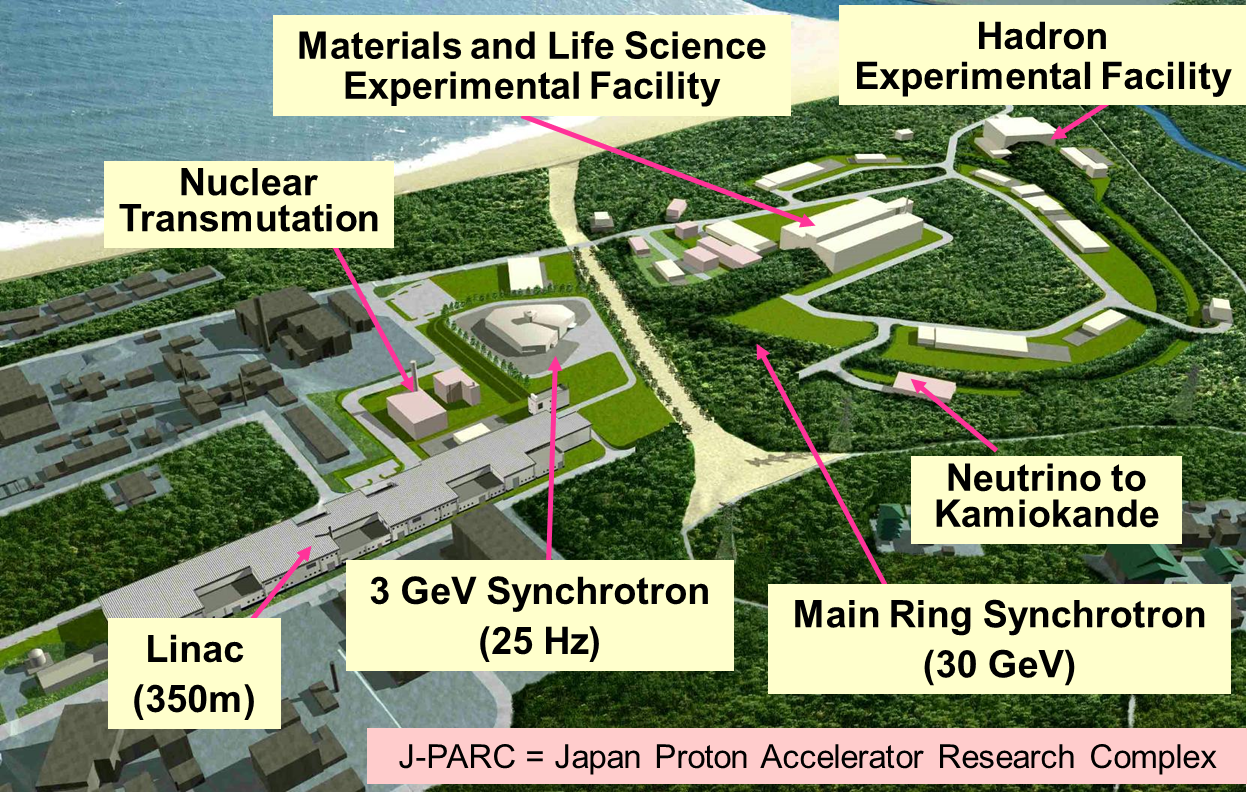 Materials and Life Science
Experimental Facility
Hadron
Experimental Facility
Nuclear
Transmutation
Neutrino to
Kamiokande
3 GeV Synchrotron
(25 Hz)
Main Ring Synchrotron
(30 GeV)
Linac
(350m)
J-PARC = Japan Proton Accelerator Research Complex